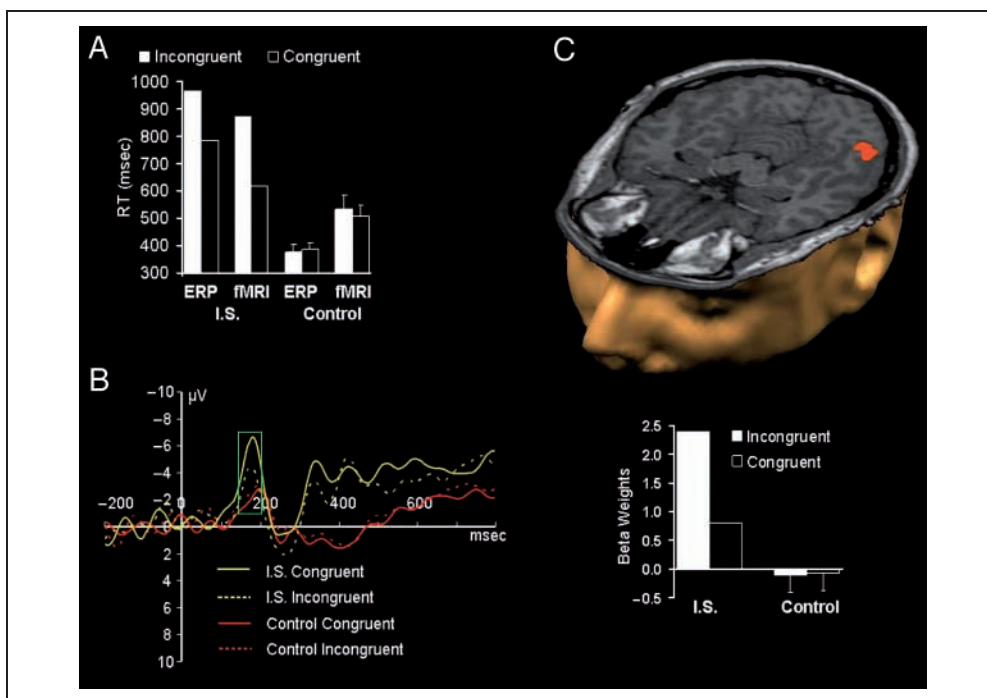 A
Incongruent Congruent
1000
900
800
700
600
500
400
300
RT (msec)
ERP fMRI ERP fMRI
I.S. Control
B
−10
−8
−6
−4
−2
0
2
4
6
8
10
µV
−200 0 200 400 600
msec
I.S. Congruent
I.S. Incongruent
Control Congruent
Control Incongruent
C
2.5
2.0
1.5
1.0
0.5
0.0
−0.5
Beta Weights
Incongruent
Congruent
I.S. Control